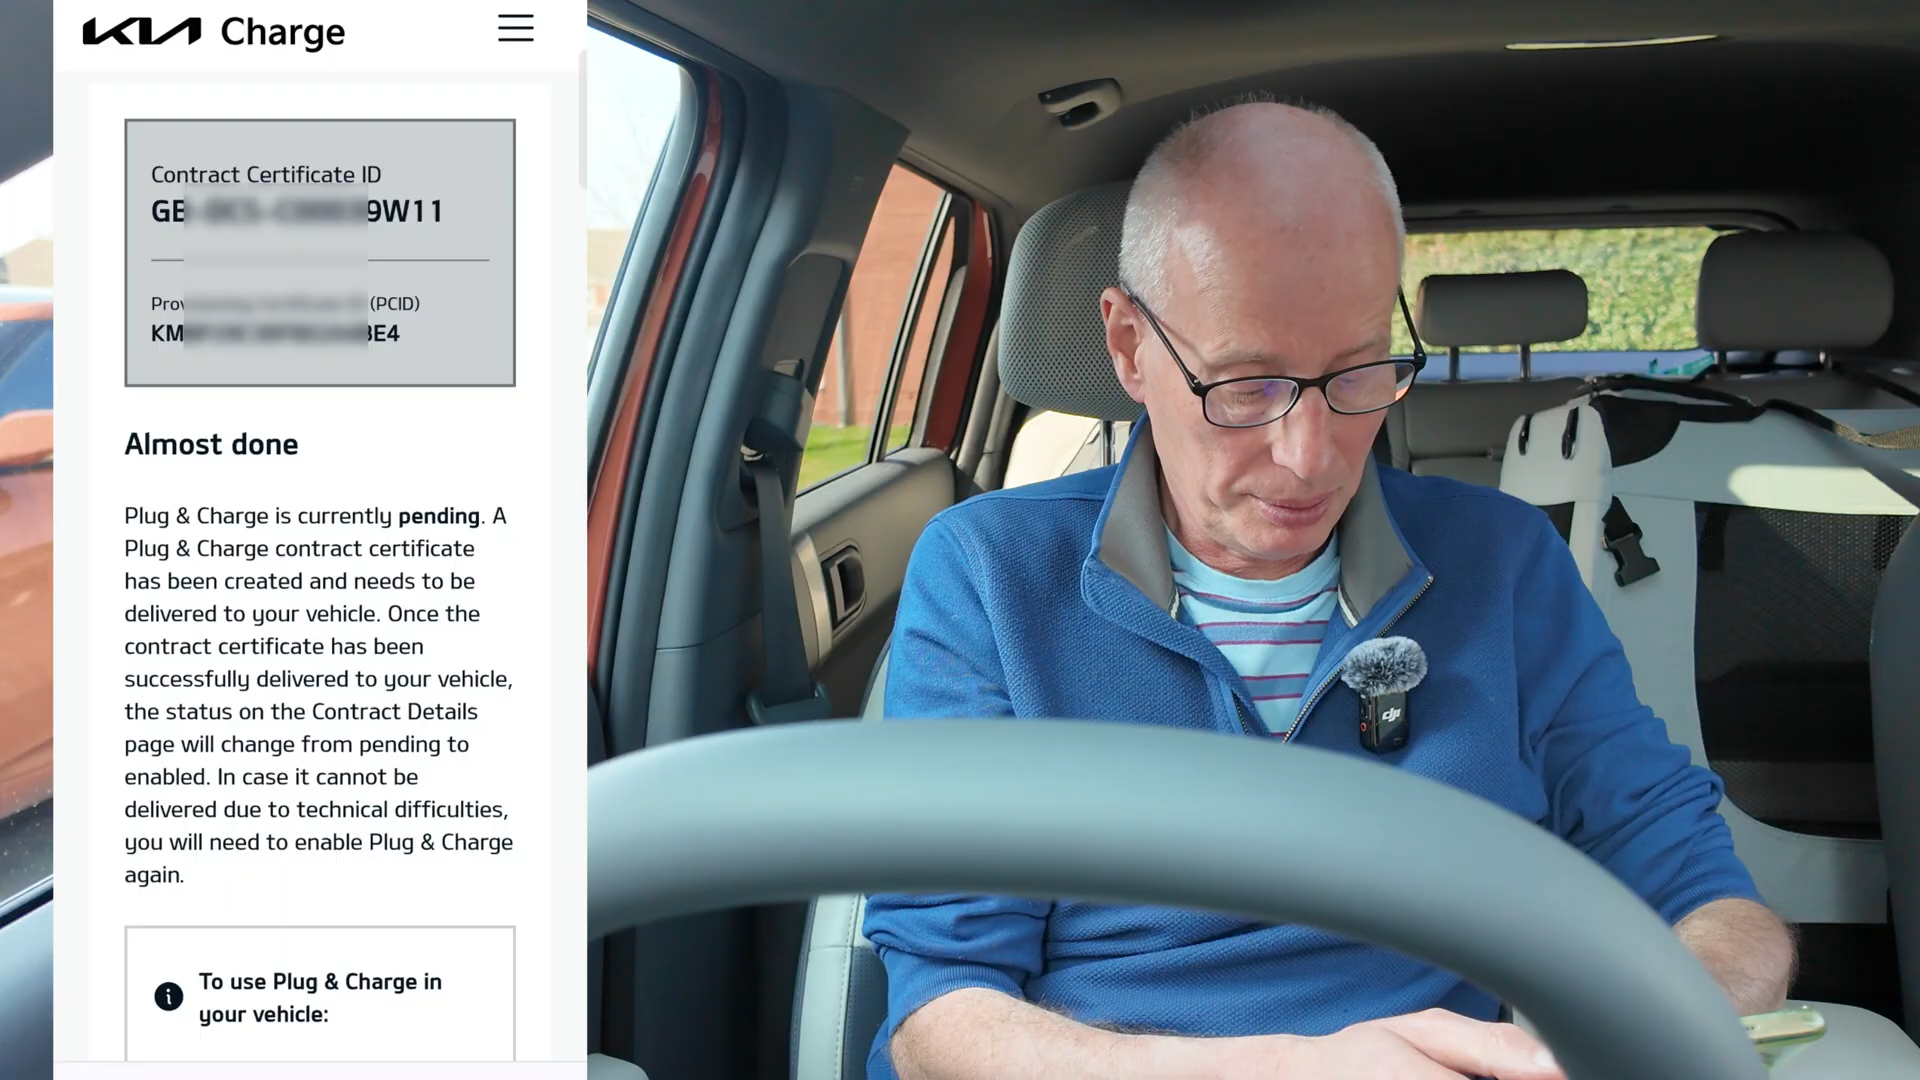 KIA Charge
Contract Certificate ID
GB 9W11
(PCID)
KM 3E4
Almost done
Plug & Charge is currently pending. A
Plug & Charge contract certificate
has been created and needs to be
delivered to your vehicle. Once the
contract certificate has been
successfully delivered to your vehicle,
the status on the Contract Details
page will change from pending to
enabled. In case it cannot be
delivered due to technical difficulties,
you will need to enable Plug & Charge
again.
To use Plug & Charge in
your vehicle:
dji